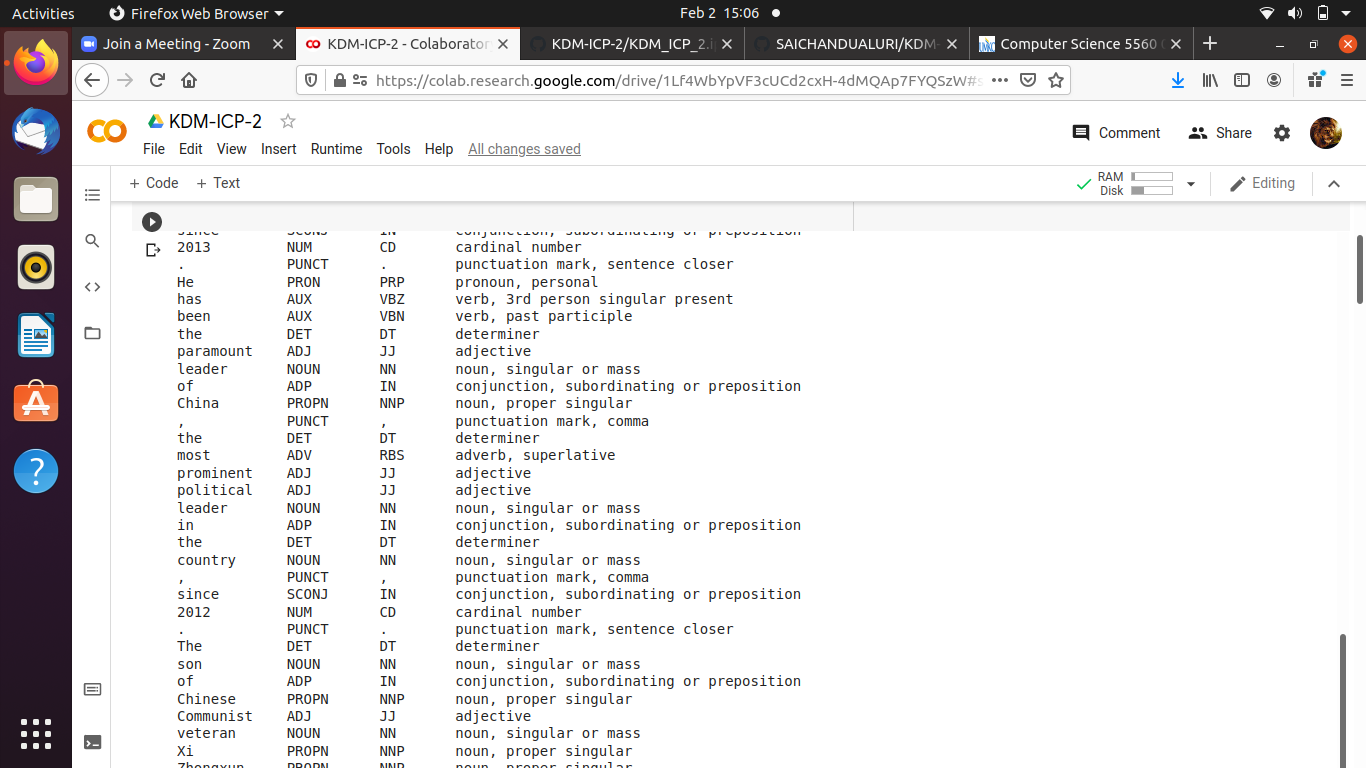 Activities Firefox Web Browser Feb 2 15:06
Join a Meeting - Zoom KDM-ICP-2 - Colaborator KDM-ICP-2/KDM_ICP_2.i SAICHANDUALURI/KDM- Computer Science 5560
https://colab.research.google.com/drive/1Lf4WbYpVF3cUCd2cxH-4dMQAp7FYQSzW#s
KDM-ICP-2
Comment Share
File Edit View Insert Runtime Tools Help All changes saved
+ Code + Text RAM Disk Editing
since SCONJ IN conjunction, subordinating or preposition
2013 NUM CD cardinal number
. PUNCT . punctuation mark, sentence closer
He PRON PRP pronoun, personal
has AUX VBZ verb, 3rd person singular present
been AUX VBN verb, past participle
the DET DT determiner
paramount ADJ JJ adjective
leader NOUN NN noun, singular or mass
of ADP IN conjunction, subordinating or preposition
China PROPN NNP noun, proper singular
, PUNCT , punctuation mark, comma
the DET DT determiner
most ADV RBS adverb, superlative
prominent ADJ JJ adjective
political ADJ JJ adjective
leader NOUN NN noun, singular or mass
in ADP IN conjunction, subordinating or preposition
the DET DT determiner
country NOUN NN noun, singular or mass
, PUNCT , punctuation mark, comma
since SCONJ IN conjunction, subordinating or preposition
2012 NUM CD cardinal number
. PUNCT . punctuation mark, sentence closer
The DET DT determiner
son NOUN NN noun, singular or mass
of ADP IN conjunction, subordinating or preposition
Chinese PROPN NNP noun, proper singular
Communist ADJ JJ adjective
veteran NOUN NN noun, singular or mass
Xi PROPN NNP noun, proper singular
Zhongxun PROPN NNP noun, proper singular